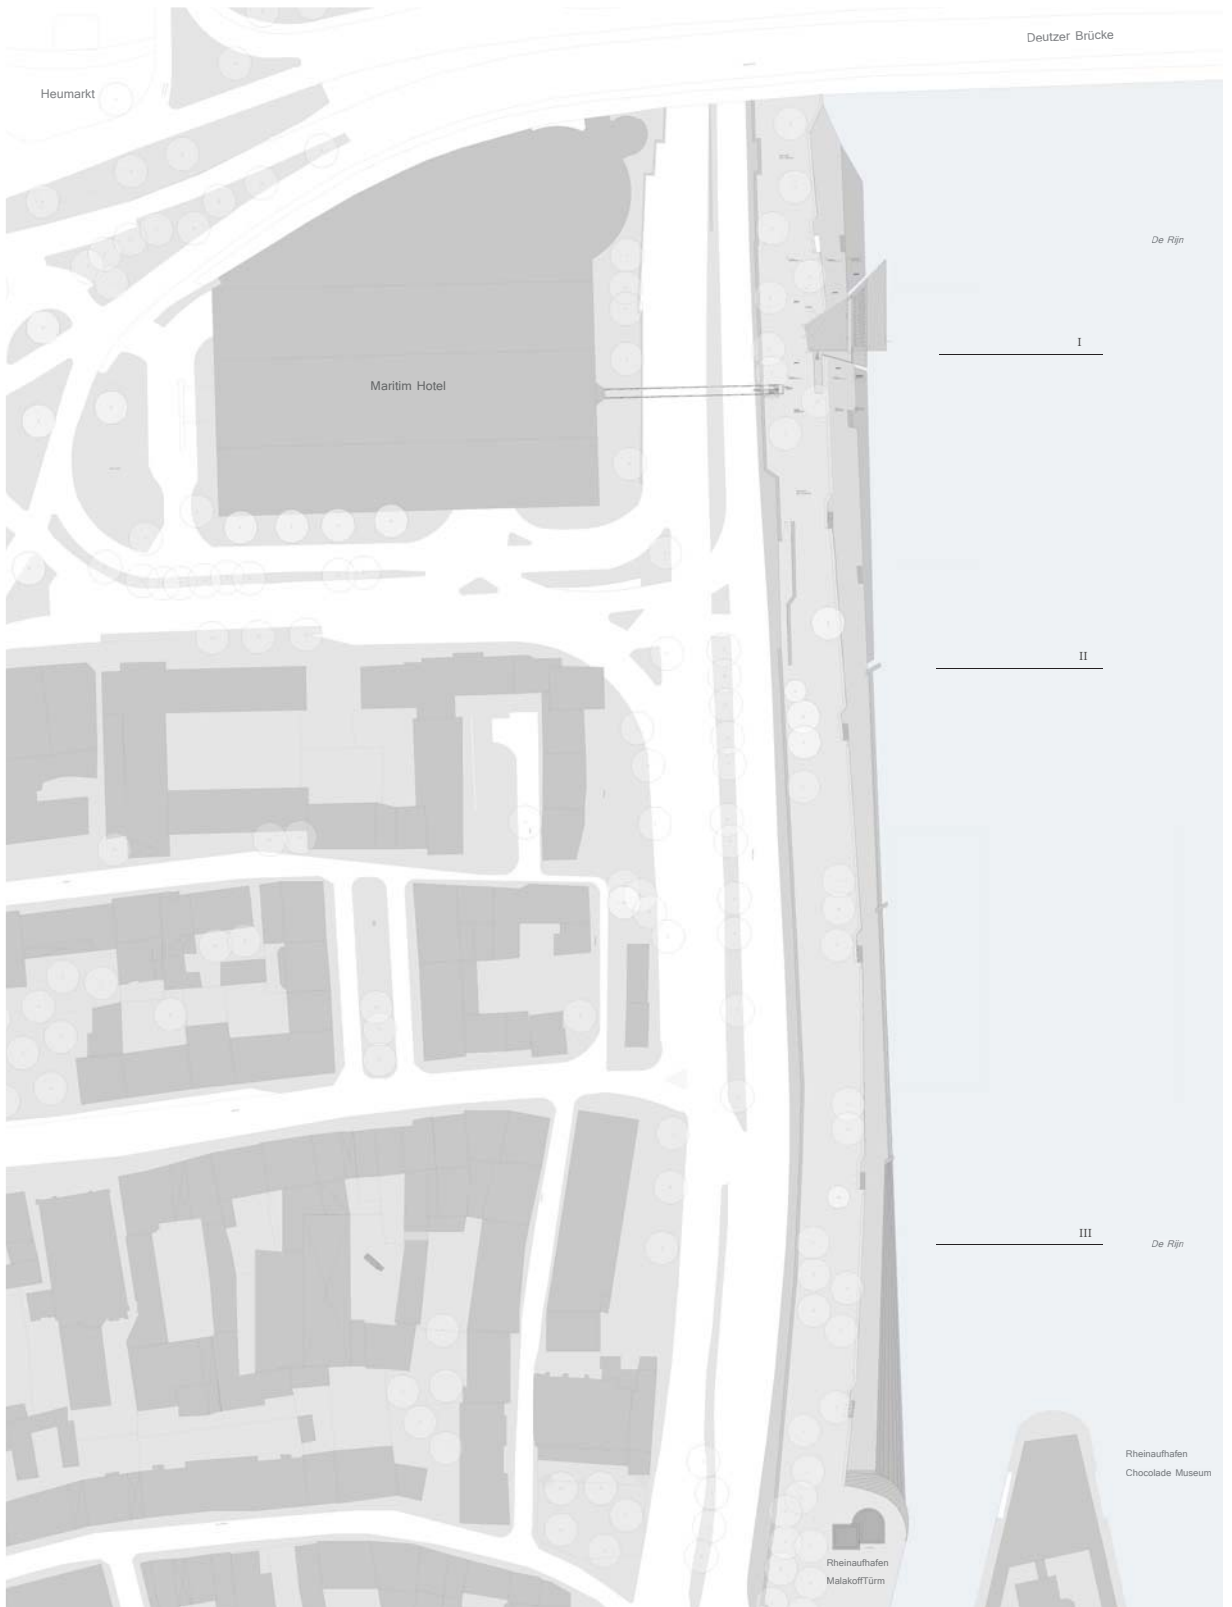 Deutzer Brücke
Heumarkt
De Rijn
I
Maritim Hotel
II
III
De Rijn
Rheinaufhafen
Chocolade Museum
Rheinaufhafen
MalakoffTürm